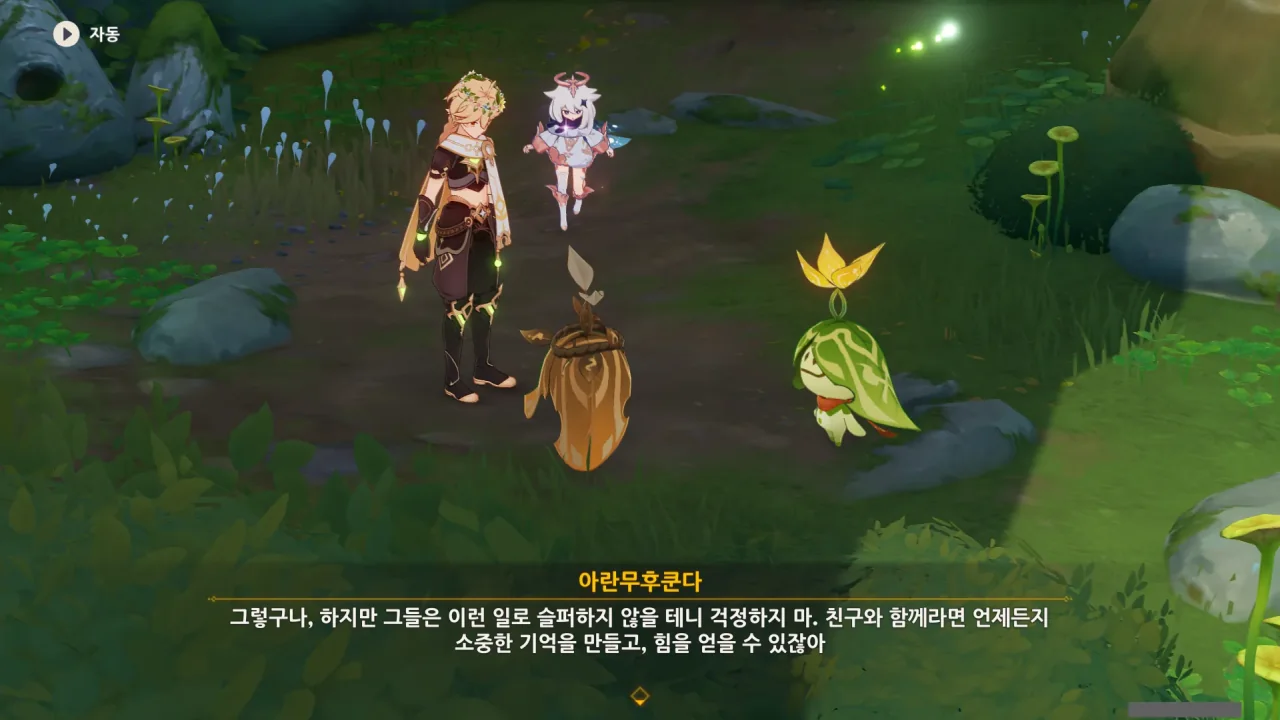 자동
아란무후쿤다
그렇구나, 하지만 그들은 이런 일로 슬퍼하지 않을 테니 걱정하지 마. 친구와 함께라면 언제든지
소중한 기억을 만들고, 힘을 얻을 수 있잖아